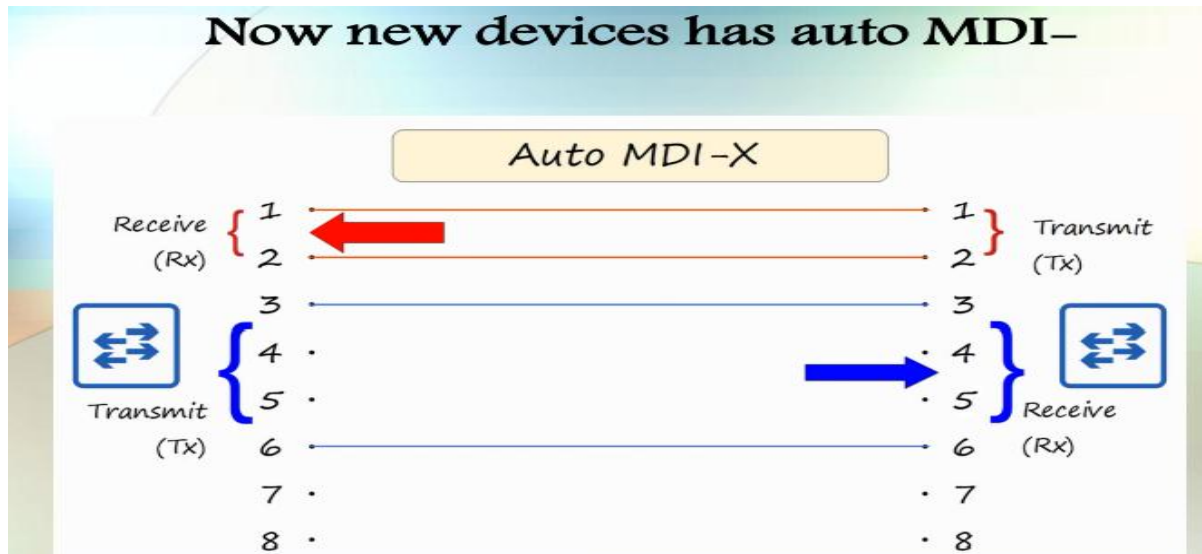 Now new devices has auto MDI-
Auto MDI-X
Receive
(Rx)
{
1
1
}
Transmit
(Tx)
2
2
3
3
{
4
4
}
Transmit
(Tx)
5
5
Receive
(Rx)
6
6
7
7
8
8